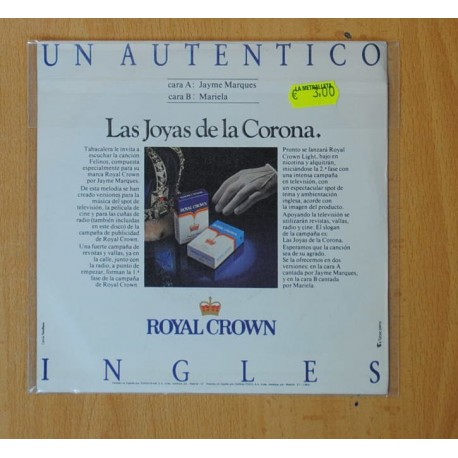 UN AUTENTICO
cara A: Jayme Marques
cara B: Mariela
LA METRALLETA
€ 3,00
Las Joyas de la Corona.
Tabacalera le invita a
escuchar la canción
Felinos, compuesta
especialmente para su
marca Royal Crown
por Jayme Marques.
De esta melodía se han
creado versiones para la
música del spot de
televisión, la película de
cine y para las cuñas de
radio (también incluidas
en este disco) de la
campaña de publicidad
de Royal Crown.
Una fuerte campaña de
revistas y vallas, ya en
la calle, junto con
la radio, a punto de
empezar, forman la 1.ª
fase de la campaña
de Royal Crown.
Pronto se lanzará Royal
Crown Light, bajo en
nicotina y alquitrán,
iniciándose la 2.ª fase con
una intensa campaña
en televisión, con
un espectacular spot de
tema y ambientación
inglesa, acorde con
la imagen del producto.
Apoyando la televisión se
utilizarán revistas, vallas,
radio y cine. El slogan
de la campaña es:
Las Joyas de la Corona.
Esperamos que la canción
sea de su agrado.
Se la ofrecemos en dos
versiones; en la cara A
cantada por Jayme Marques,
y en la cara B cantada
por Mariela.
ROYAL CROWN
ROYAL CROWN
ROYAL CROWN
INGLES